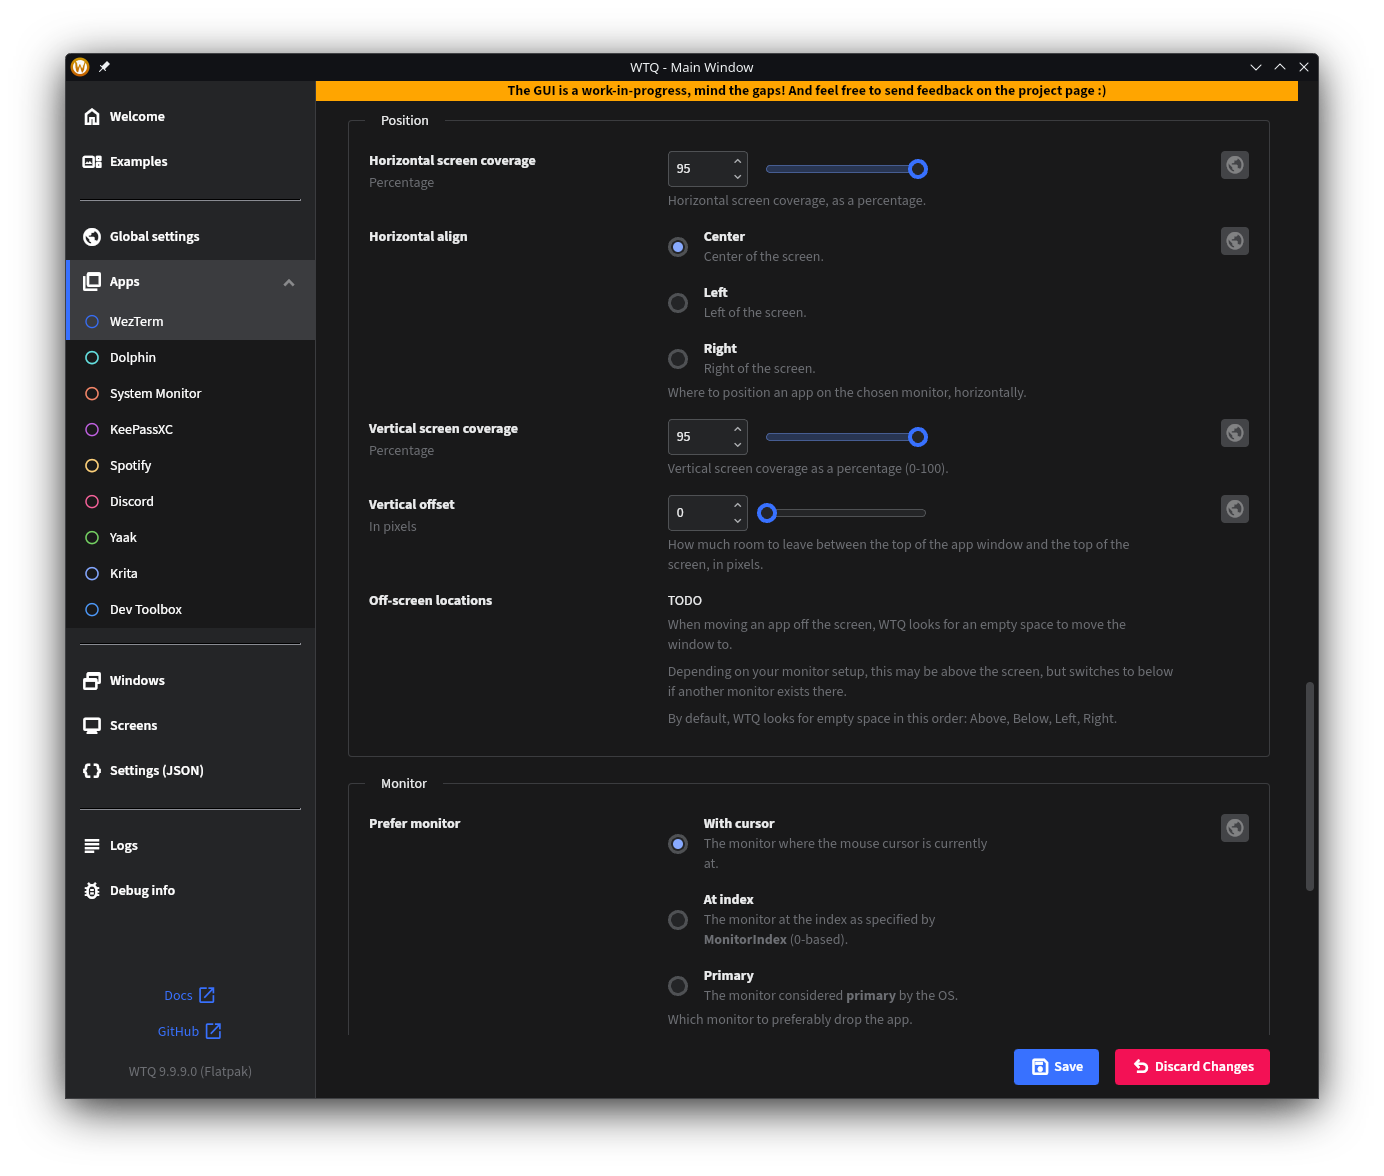 WTQ - Main Window
The GUI is a work-in-progress, mind the gaps! And feel free to send feedback on the project page :)
Welcome
Examples
Global settings
Apps
WezTerm
Dolphin
System Monitor
KeePassXC
Spotify
Discord
Yaak
Krita
Dev Toolbox
Windows
Screens
Settings (JSON)
Logs
Debug info
Docs
GitHub
WTQ 9.9.9.0 (Flatpak)
Position
Horizontal screen coverage
Percentage
95
Horizontal screen coverage, as a percentage.
Horizontal align
Center
Center of the screen.
Left
Left of the screen.
Right
Right of the screen.
Where to position an app on the chosen monitor, horizontally.
Vertical screen coverage
Percentage
95
Vertical screen coverage as a percentage (0-100).
Vertical offset
In pixels
0
How much room to leave between the top of the app window and the top of the
screen, in pixels.
Off-screen locations
TODO
When moving an app off the screen, WTQ looks for an empty space to move the
window to.
Depending on your monitor setup, this may be above the screen, but switches to below
if another monitor exists there.
By default, WTQ looks for empty space in this order: Above, Below, Left, Right.
Monitor
Prefer monitor
With cursor
The monitor where the mouse cursor is currently
at.
At index
The monitor at the index as specified by
MonitorIndex (0-based).
Primary
The monitor considered primary by the OS.
Which monitor to preferably drop the app.
Save
Discard Changes